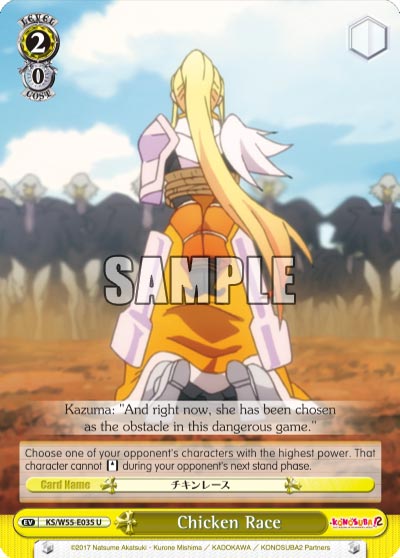 LEVEL
2
0
COST
SAMPLE
Kazuma: "And right now, she has been chosen
as the obstacle in this dangerous game."
Choose one of your opponent's characters with the highest power. That
character cannot during your opponent's next stand phase.
Card Name チキンレース
EV KS/W55-E035 U Chicken Race KONOSUBA 2
©2017 Natsume Akatsuki・Kurone Mishima / KADOKAWA / KONOSUBA2 Partners